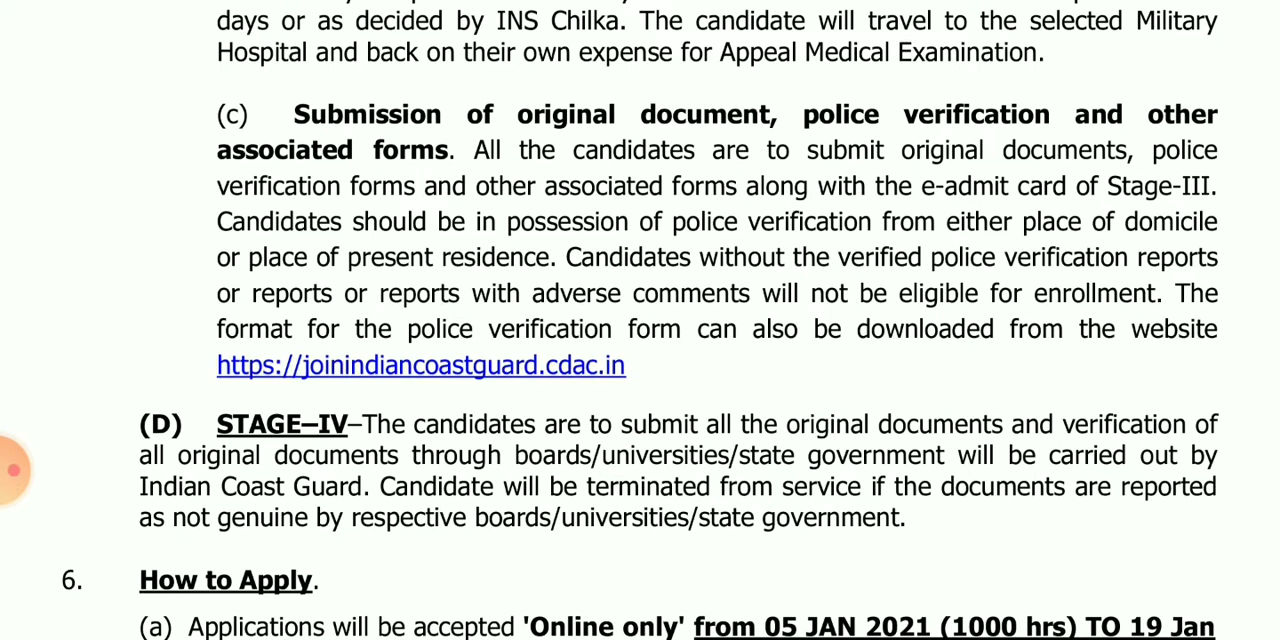 days or as decided by INS Chilka. The candidate will travel to the selected Military
Hospital and back on their own expense for Appeal Medical Examination.
(c) Submission of original document, police verification and other
associated forms. All the candidates are to submit original documents, police
verification forms and other associated forms along with the e-admit card of Stage-III.
Candidates should be in possession of police verification from either place of domicile
or place of present residence. Candidates without the verified police verification reports
or reports or reports with adverse comments will not be eligible for enrollment. The
format for the police verification form can also be downloaded from the website
https://joinindiancoastguard.cdac.in
(D) STAGE–IV–The candidates are to submit all the original documents and verification of
all original documents through boards/universities/state government will be carried out by
Indian Coast Guard. Candidate will be terminated from service if the documents are reported
as not genuine by respective boards/universities/state government.
6. How to Apply.
(a) Applications will be accepted 'Online only' from 05 JAN 2021 (1000 hrs) TO 19 Jan